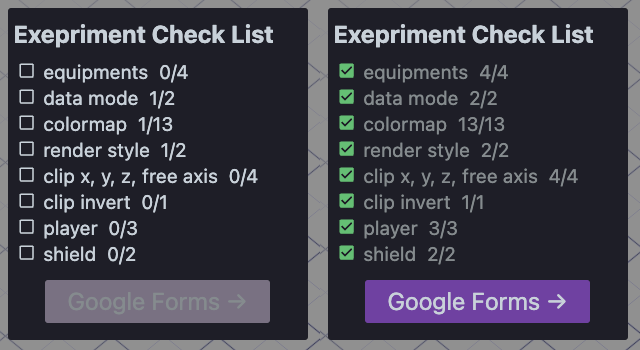 Exepriment Check List
equipments 0/4
data mode 1/2
colormap 1/13
render style 1/2
clip x, y, z, free axis 0/4
clip invert 0/1
player 0/3
shield 0/2
Google Forms →
Exepriment Check List
equipments 4/4
data mode 2/2
colormap 13/13
render style 2/2
clip x, y, z, free axis 4/4
clip invert 1/1
player 3/3
shield 2/2
Google Forms →